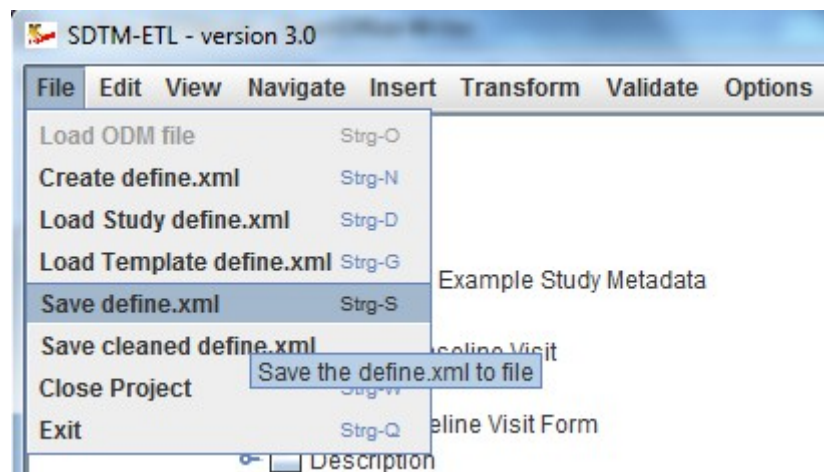 SDTM-ETL - version 3.0
File Edit View Navigate Insert Transform Validate Options
Load ODM file Strg-O
Create define.xml Strg-N
Load Study define.xml Strg-D
Load Template define.xml Strg-G
Example Study Metadata
Save define.xml Strg-S
Save cleaned define.xml
Visit
Save the define.xml to file
Close Project Strg-W
Exit Strg-Q
Visit Form
Description